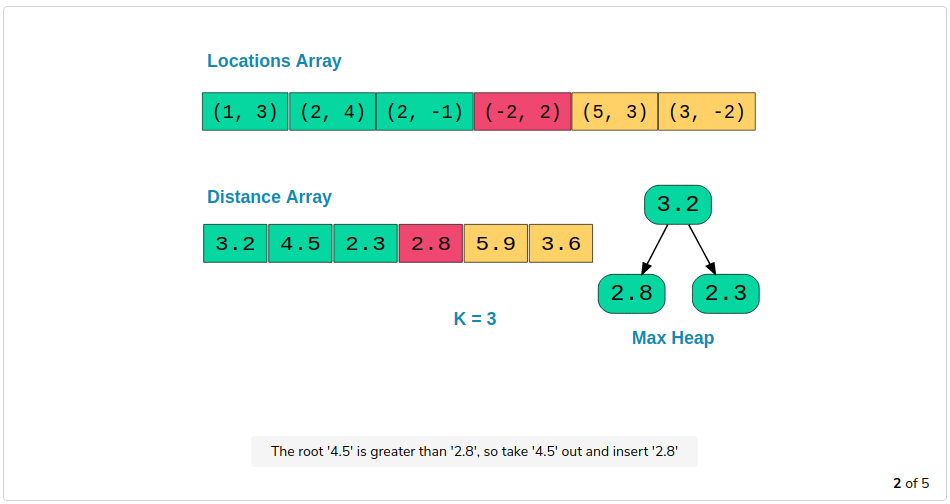 Locations Array
(1, 3) (2, 4) (2, -1) (-2, 2) (5, 3) (3, -2)
Distance Array
3.2 4.5 2.3 2.8 5.9 3.6
3.2
2.8 2.3
K = 3
Max Heap
The root '4.5' is greater than '2.8', so take '4.5' out and insert '2.8'
2 of 5